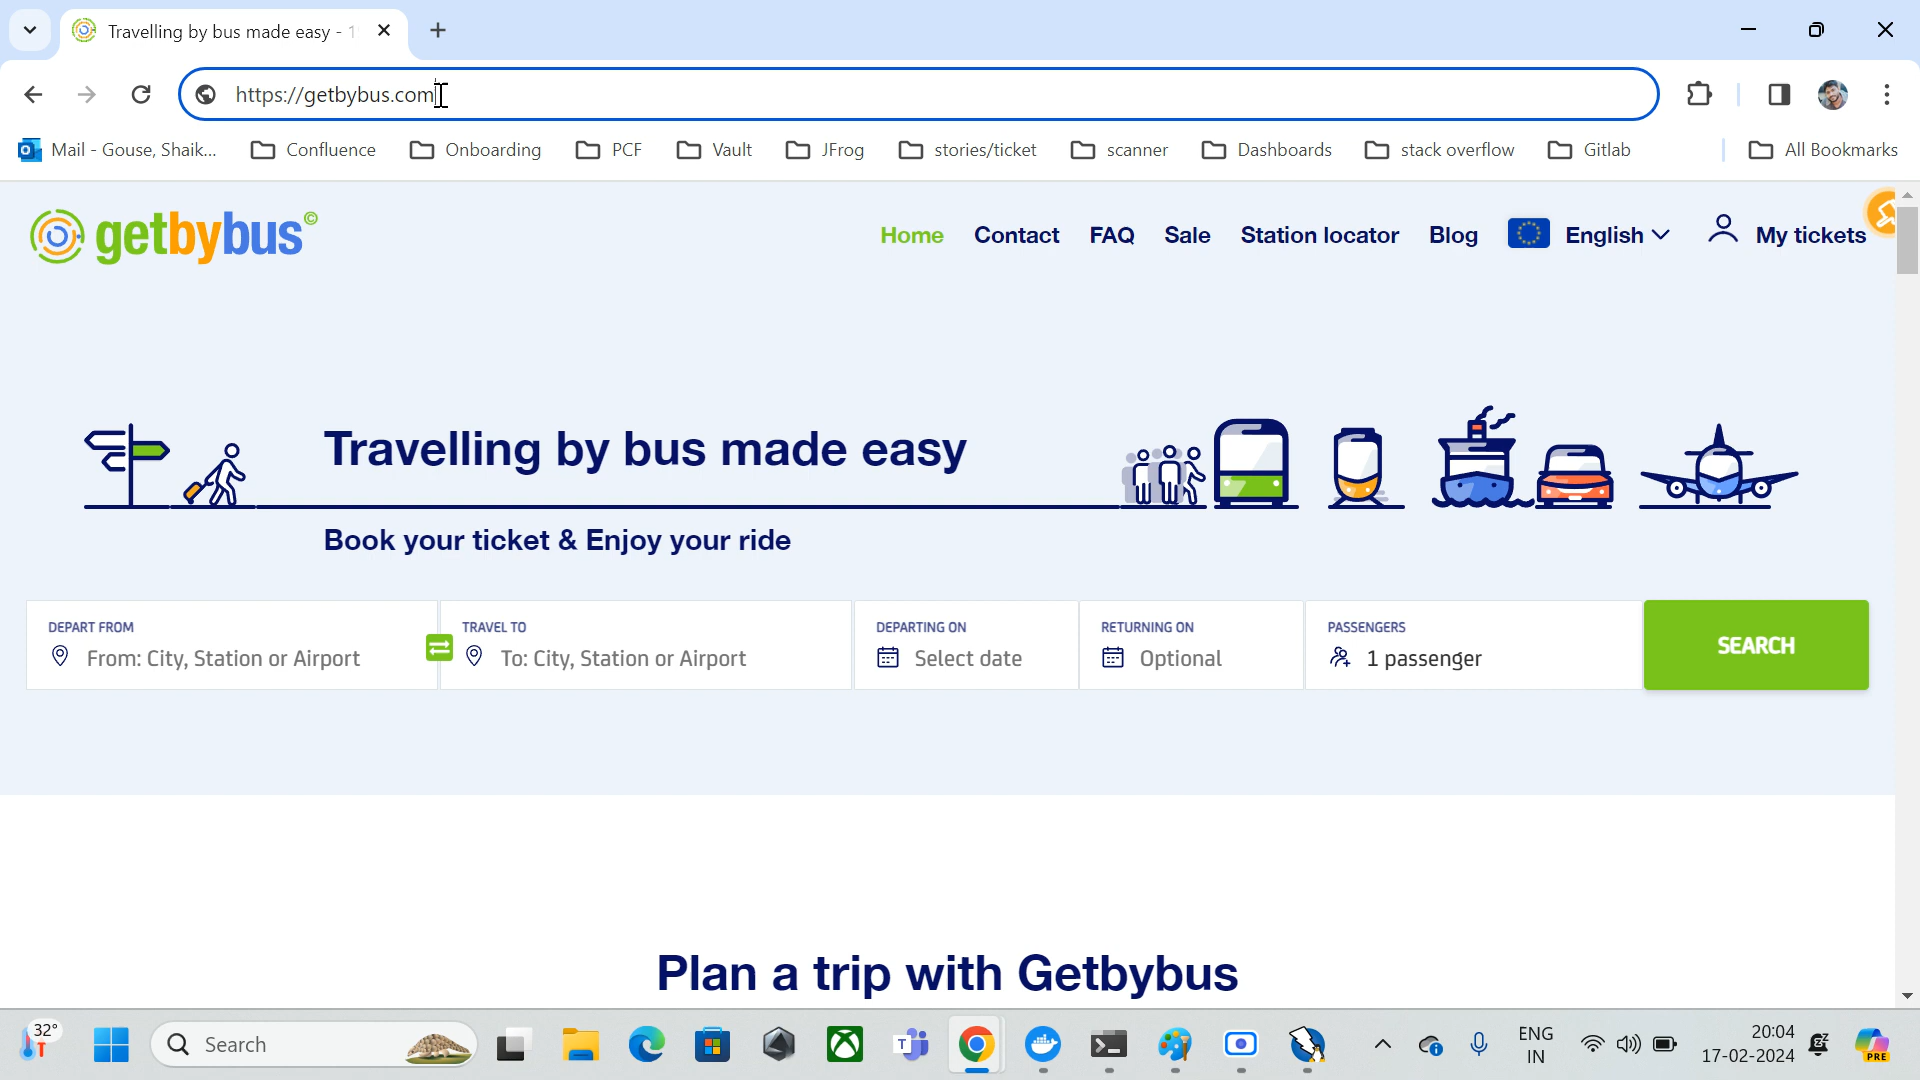 Travelling by bus made easy - 1
https://getbybus.com
Mail - Gouse, Shaik...
Confluence
Onboarding
PCF
Vault
JFrog
stories/ticket
scanner
Dashboards
stack overflow
Gitlab
All Bookmarks
getbybus©
Home
Contact
FAQ
Sale
Station locator
Blog
English
My tickets
Travelling by bus made easy
Book your ticket & Enjoy your ride
DEPART FROM
From: City, Station or Airport
TRAVEL TO
To: City, Station or Airport
DEPARTING ON
Select date
RETURNING ON
Optional
PASSENGERS
1 passenger
SEARCH
Plan a trip with Getbybus
32°
Search
ENG
IN
20:04
17-02-2024
PRE